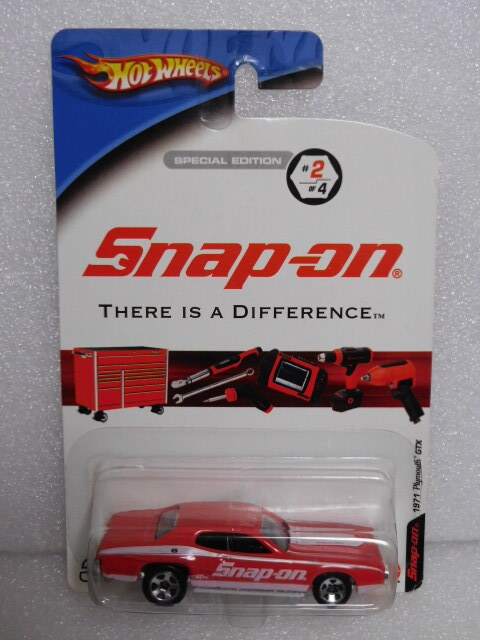 HOT WHEELS
SPECIAL EDITION
#2
OF 4
Snap-on®
THERE IS A DIFFERENCE™
1971 Plymouth® GTX
Snap-on
Snap-on